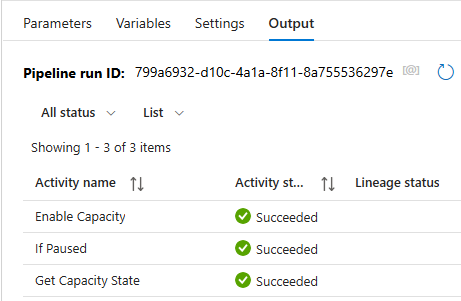 Parameters Variables Settings Output
Pipeline run ID: 799a6932-d10c-4a1a-8f11-8a755536297e
All status List
Showing 1 - 3 of 3 items
Activity name Activity st... Lineage status
Enable Capacity Succeeded
If Paused Succeeded
Get Capacity State Succeeded